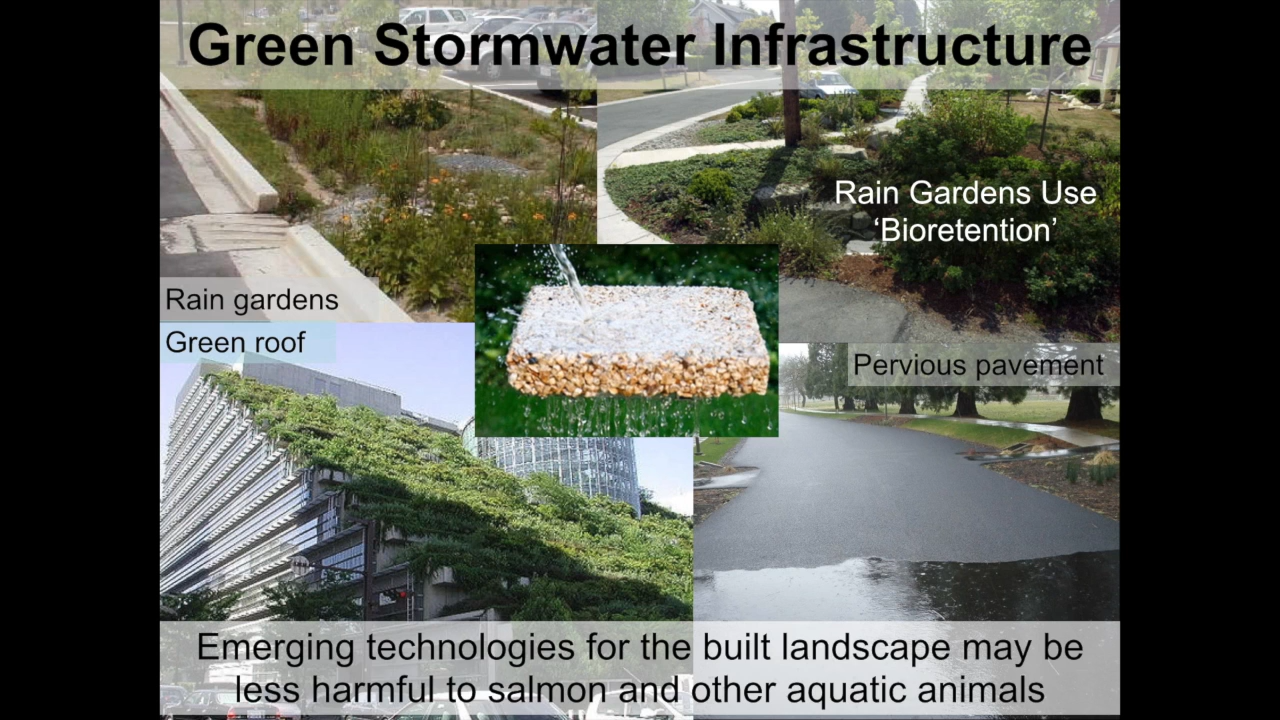 Green Stormwater Infrastructure
Rain Gardens Use
‘Bioretention’
Rain gardens
Green roof
Pervious pavement
Emerging technologies for the built landscape may be
less harmful to salmon and other aquatic animals